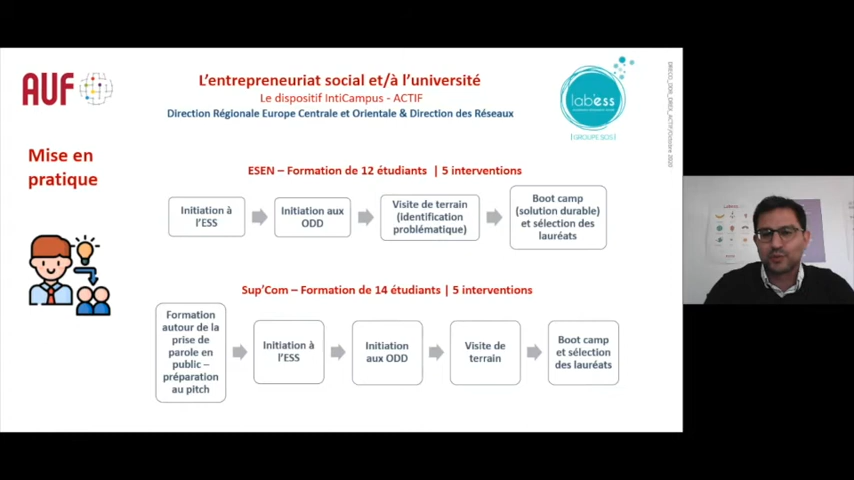 AUF
L'entrepreneuriat social et/à l'université
Le dispositif IntiCampus - ACTIF
Direction Régionale Europe Centrale et Orientale & Direction des Réseaux
lab'ess
[GROUPE SOS]
Mise en
pratique
ESEN – Formation de 12 étudiants | 5 interventions
Initiation à
l'ESS
Initiation aux
ODD
Visite de terrain
(identification
problématique)
Boot camp
(solution durable)
et sélection des
lauréats
Sup'Com – Formation de 14 étudiants | 5 interventions
Formation
autour de la
prise de
parole en
public –
préparation
au pitch
Initiation à
l'ESS
Initiation
aux ODD
Visite de
terrain
Boot camp
et sélection
des lauréats